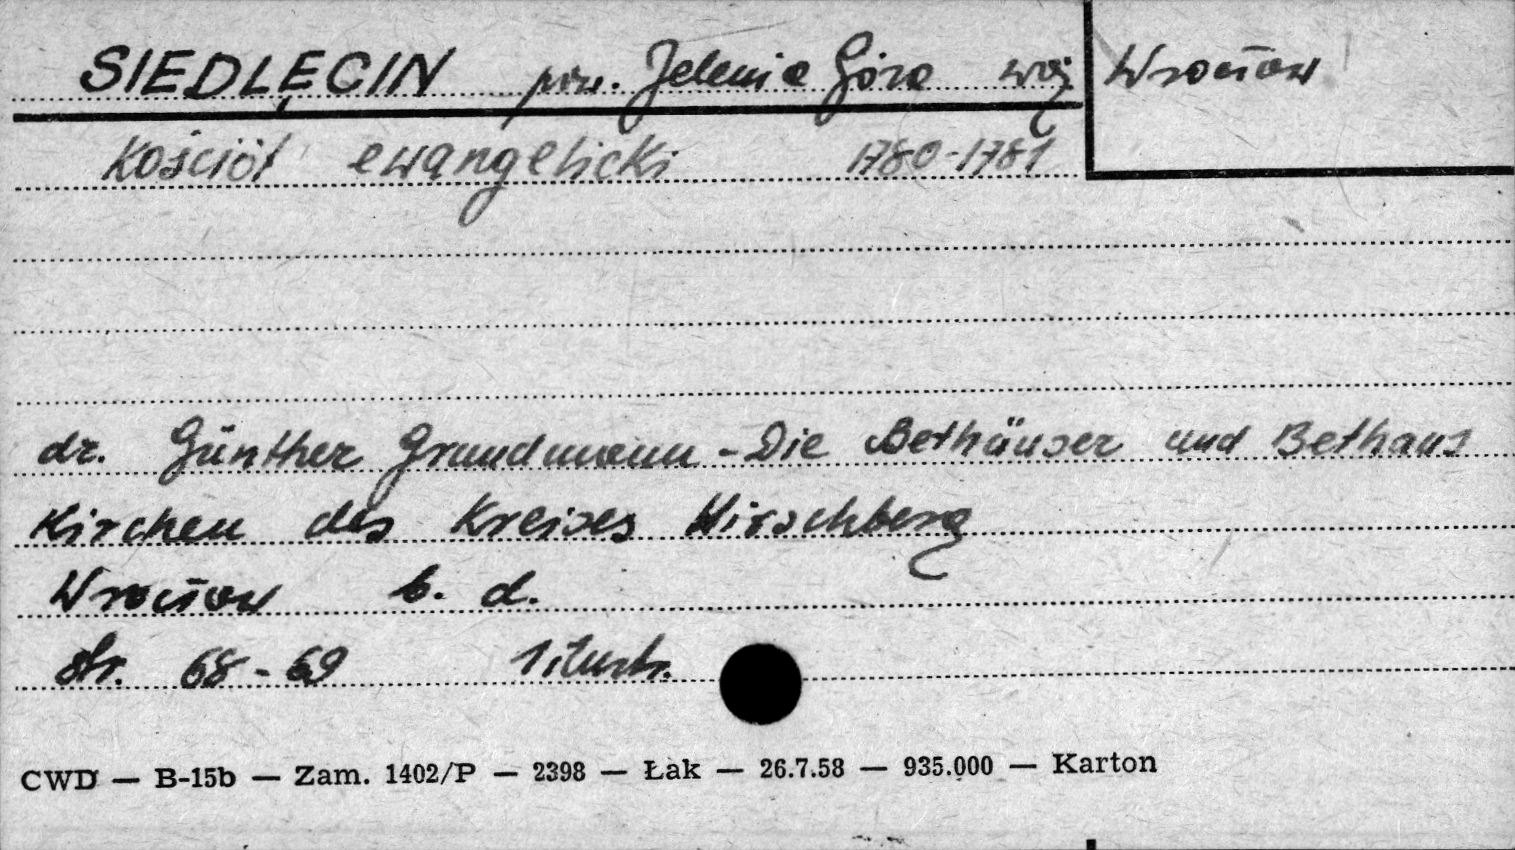 SIEDLĘCIN pow. Jelenia Góra woj. Wrocław
Kościół ewangelicki 1780-1781
dr. Günther Grundmann - Die Bethäuser und Bethaus
Kirchen des Kreises Hirschberg
Wrocław b. d.
str. 68-69 1 ilustr.
CWD — B-15b — Zam. 1402/P — 2398 — Łak — 26.7.58 — 935.000 — Karton